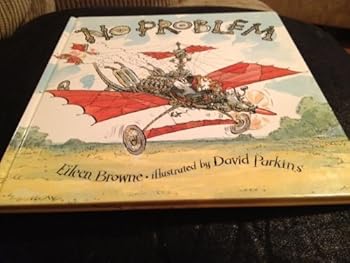 NO PROBLEM
Eileen Browne • illustrated by David Parkins